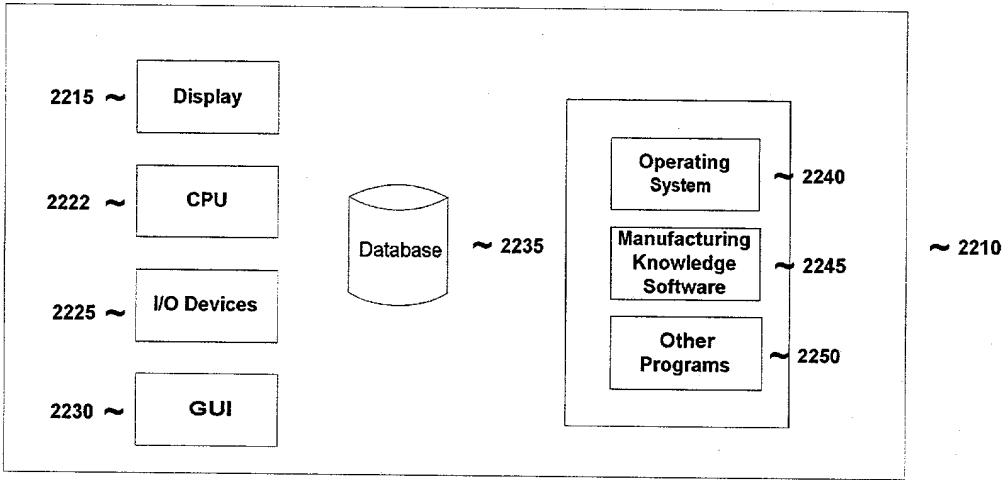 2215 ~ Display
2222 ~ CPU
2225 ~ I/O Devices
2230 ~ GUI
Database ~ 2235
Operating
System ~ 2240
Manufacturing
Knowledge
Software ~ 2245
Other
Programs ~ 2250
~ 2210